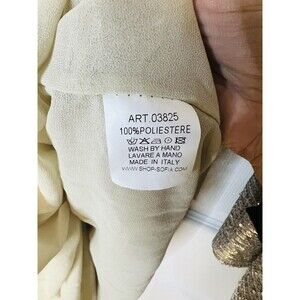 ART.03825
100%POLIESTERE
WASH BY HAND
LAVARE A MANO
MADE IN ITALY
WWW.SHOP-SOFIA.COM